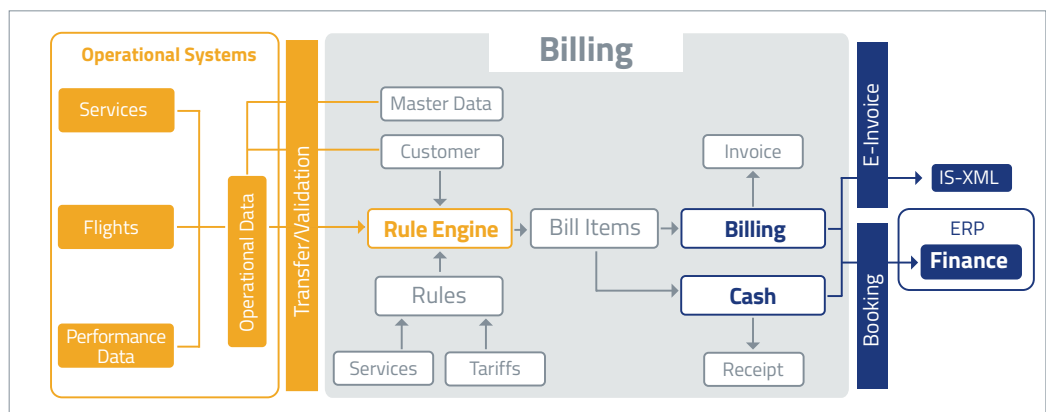 Billing
Operational Systems
Services
Flights
Performance
Data
Operational Data
Transfer/Validation
Master Data
Customer
Rule Engine
Rules
Services
Tariffs
Bill Items
Invoice
Billing
Cash
Receipt
E-Invoice
Booking
IS-XML
ERP
Finance